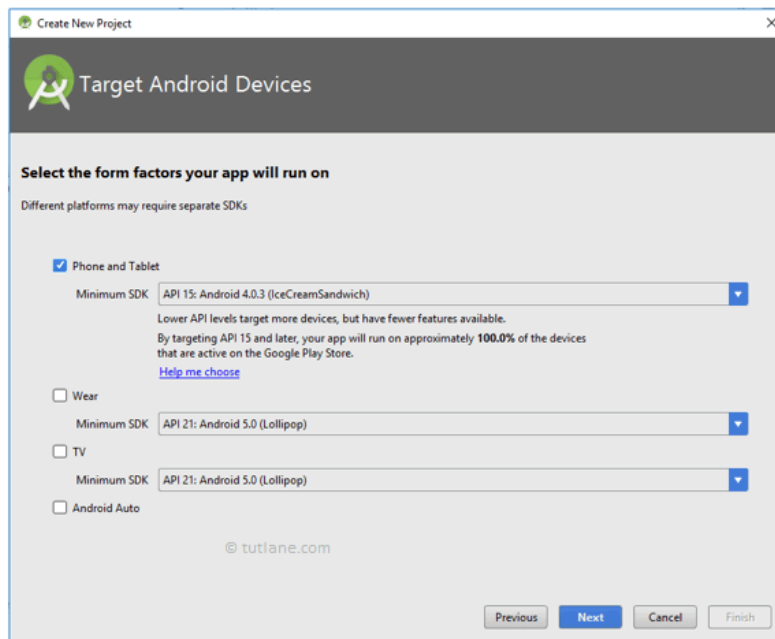 Create New Project
Target Android Devices
Select the form factors your app will run on
Different platforms may require separate SDKs
Phone and Tablet
Minimum SDK API 15: Android 4.0.3 (IceCreamSandwich)
Lower API levels target more devices, but have fewer features available.
By targeting API 15 and later, your app will run on approximately 100.0% of the devices
that are active on the Google Play Store.
Help me choose
Wear
Minimum SDK API 21: Android 5.0 (Lollipop)
TV
Minimum SDK API 21: Android 5.0 (Lollipop)
Android Auto
© tutlane.com
Previous Next Cancel Finish